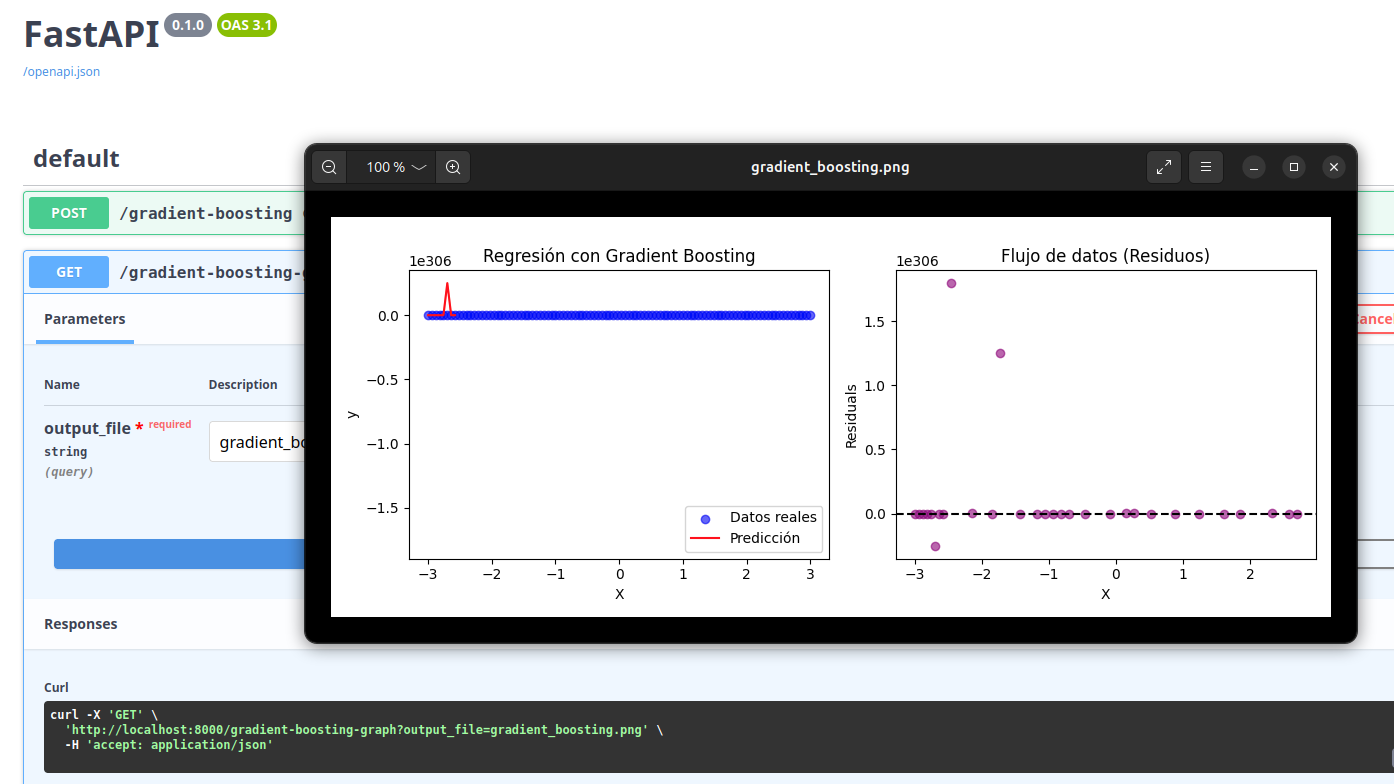 FastAPI 0.1.0 OAS 3.1
/openapi.json
default
POST /gradient-boosting
GET /gradient-boosting-
Parameters
Name Description
output_file * required
string
(query)
gradient_bo
Responses
Curl
curl -X 'GET' \
'http://localhost:8000/gradient-boosting-graph?output_file=gradient_boosting.png' \
-H 'accept: application/json'
100 %
gradient_boosting.png
Regresión con Gradient Boosting
1e306
0.0
−0.5
−1.0
−1.5
y
Datos reales
Predicción
−3 −2 −1 0 1 2 3
X
Flujo de datos (Residuos)
1e306
1.5
1.0
0.5
0.0
Residuals
−3 −2 −1 0 1 2
X